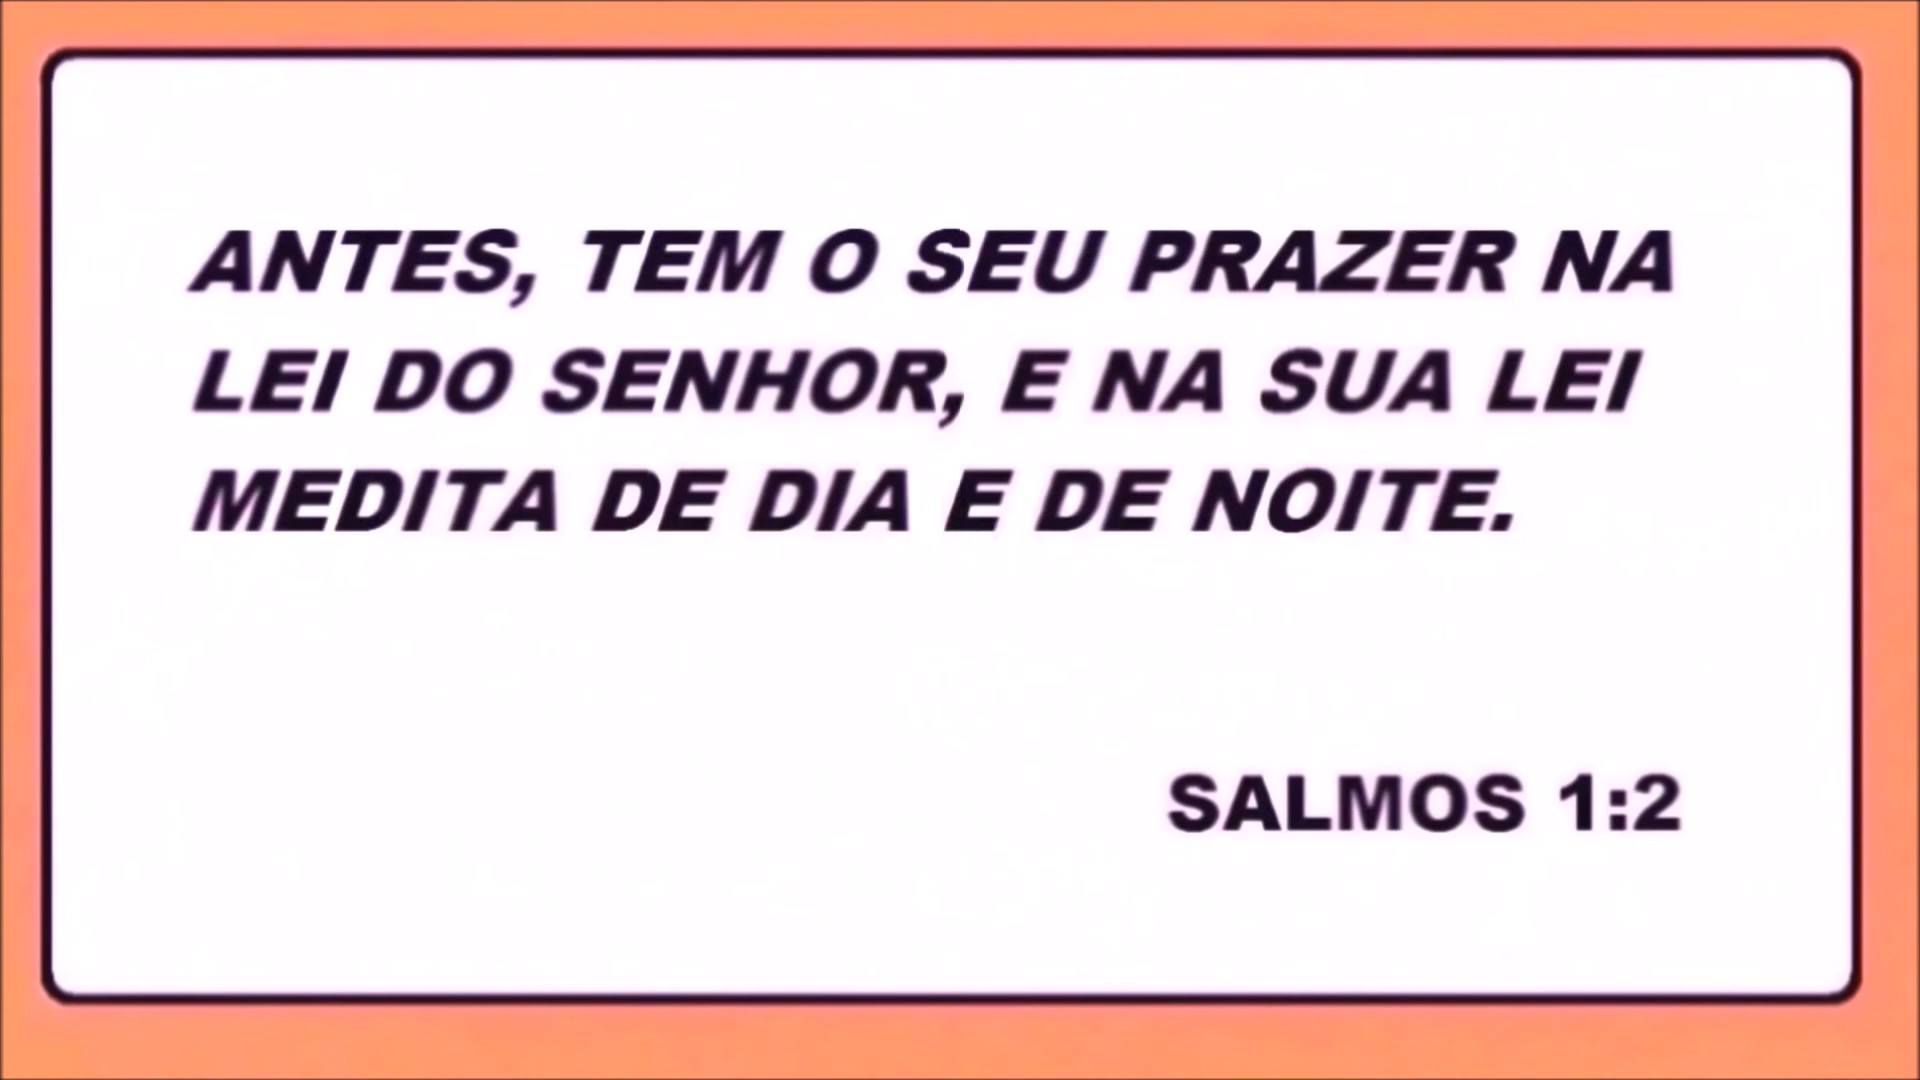 ANTES, TEM O SEU PRAZER NA
LEI DO SENHOR, E NA SUA LEI
MEDITA DE DIA E DE NOITE.
SALMOS 1:2